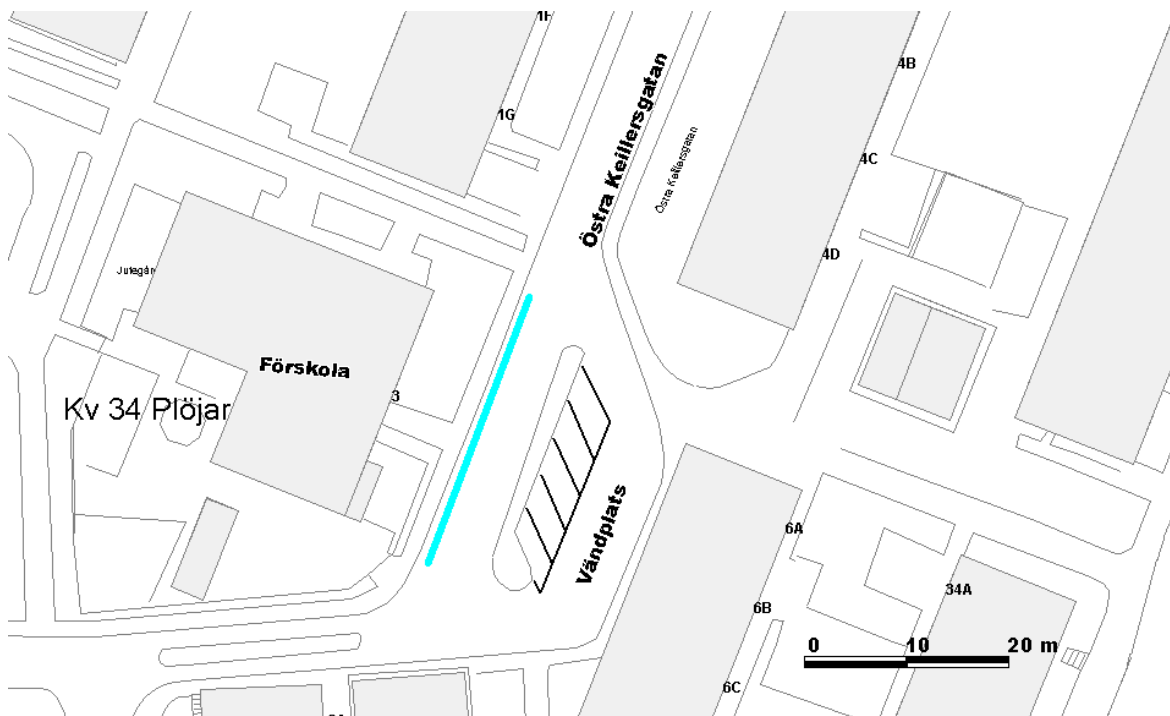 1F
4B
1G
Östra Keillersgatan
Östra Keillersgatan
4C
4D
Förskola
3
Kv 34 Plöjar
Vändplats
6A
34A
6B
0 10 20 m
6C